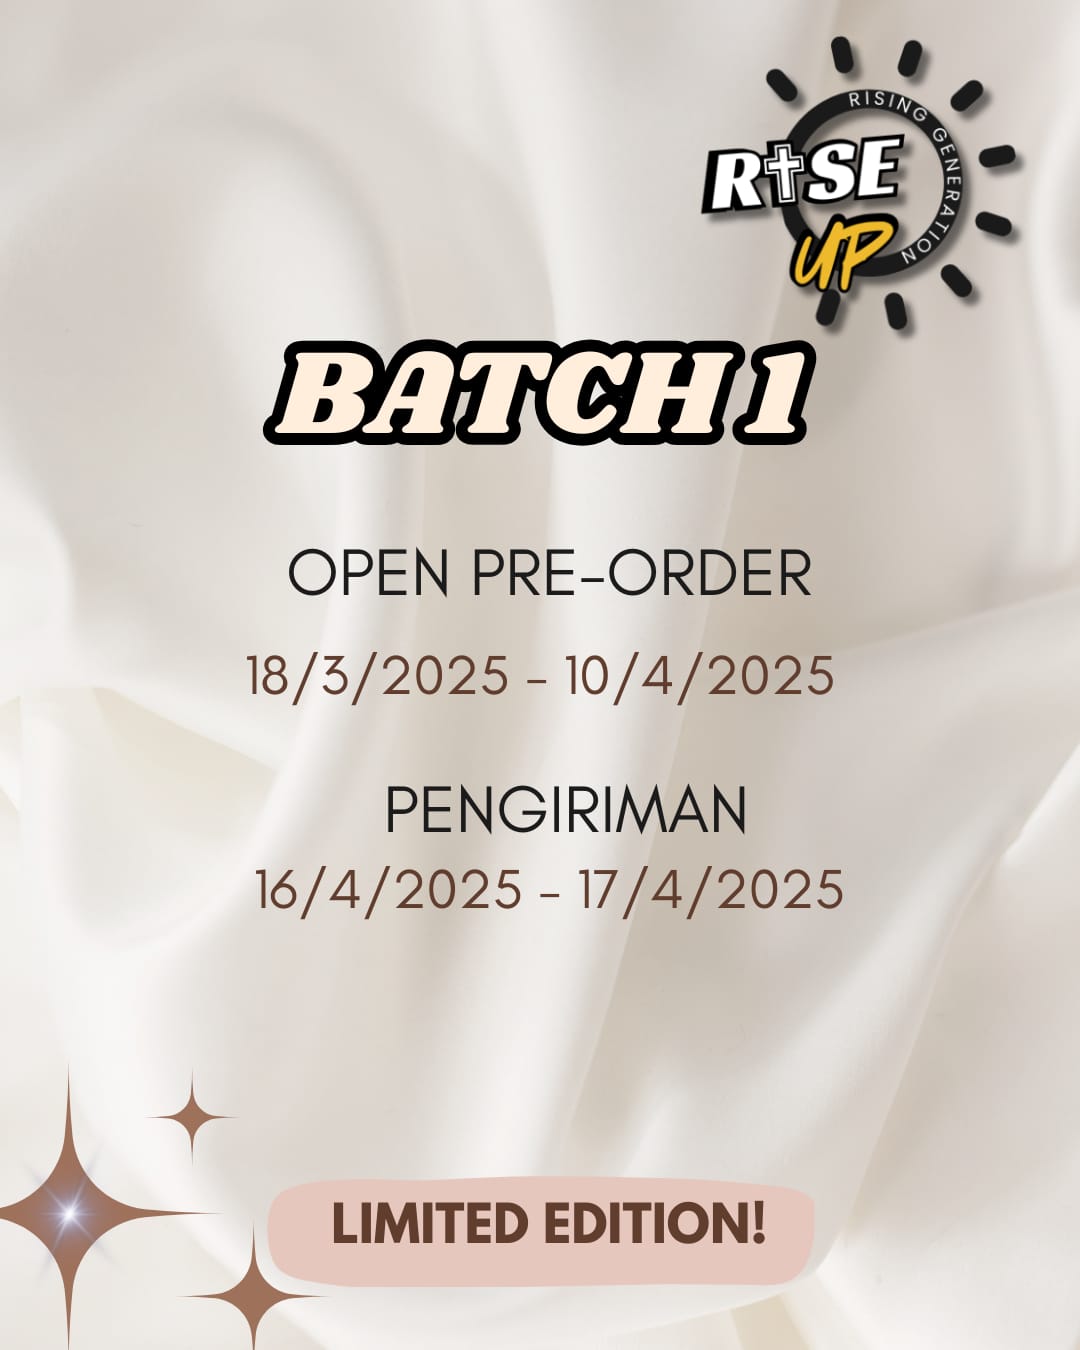 RISING GENERATION
RISE
UP
BATCH 1
OPEN PRE-ORDER
18/3/2025 - 10/4/2025
PENGIRIMAN
16/4/2025 - 17/4/2025
LIMITED EDITION!